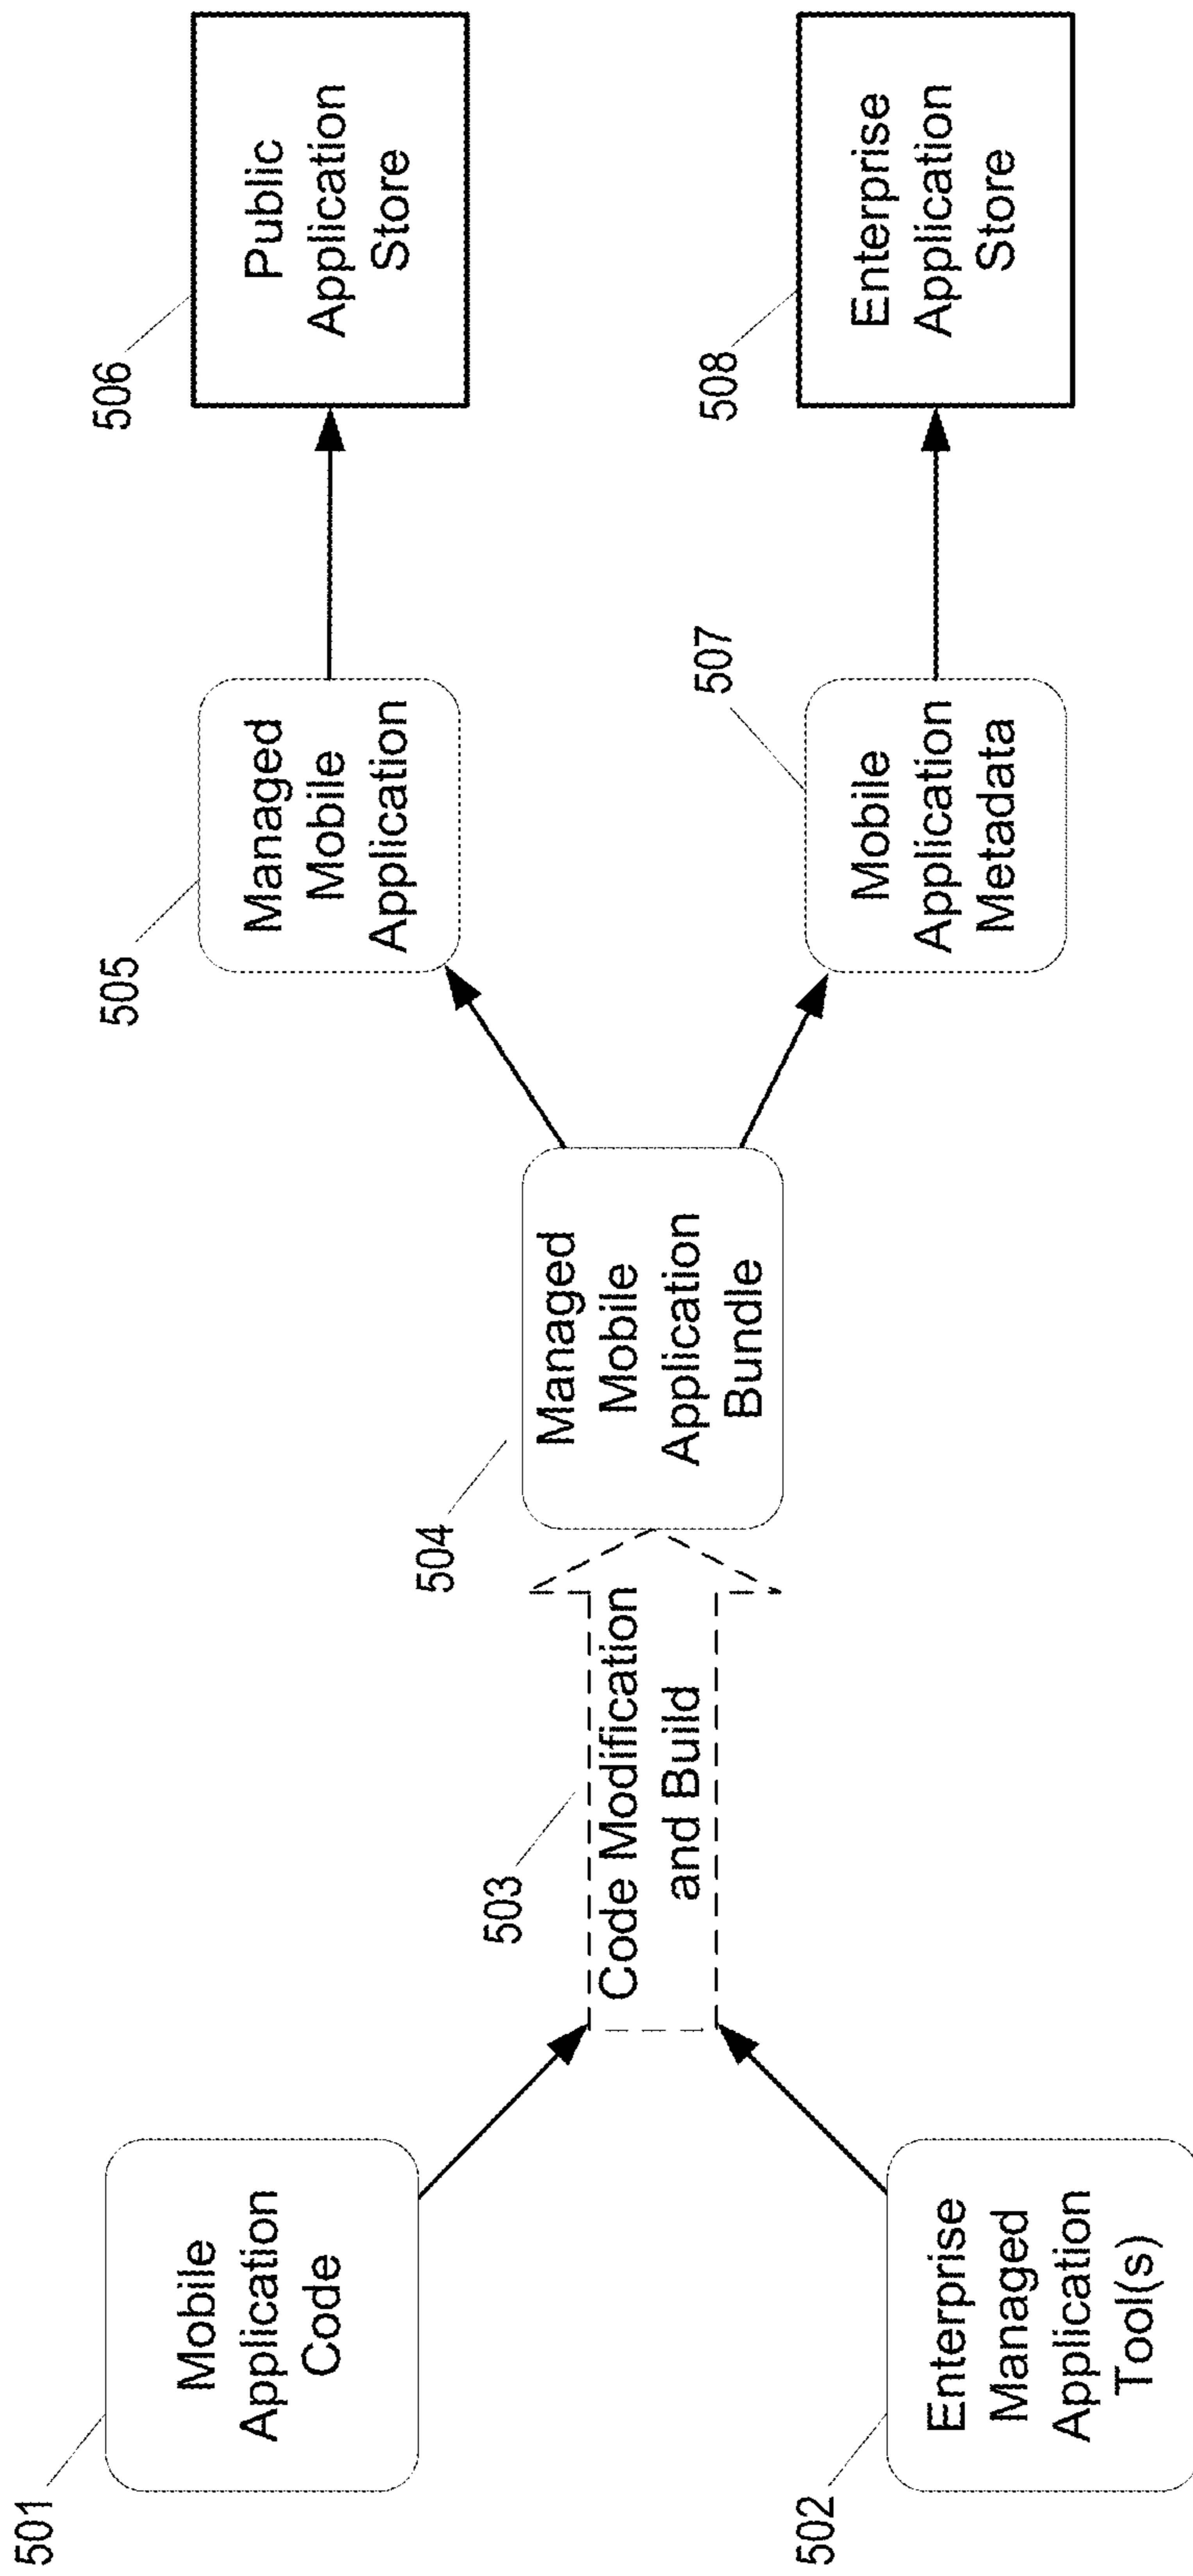 501
Mobile
Application
Code
502
Enterprise
Managed
Application
Tool(s)
503
Code Modification
and Build
504
Managed
Mobile
Application
Bundle
505
Managed
Mobile
Application
506
Public
Application
Store
507
Mobile
Application
Metadata
508
Enterprise
Application
Store